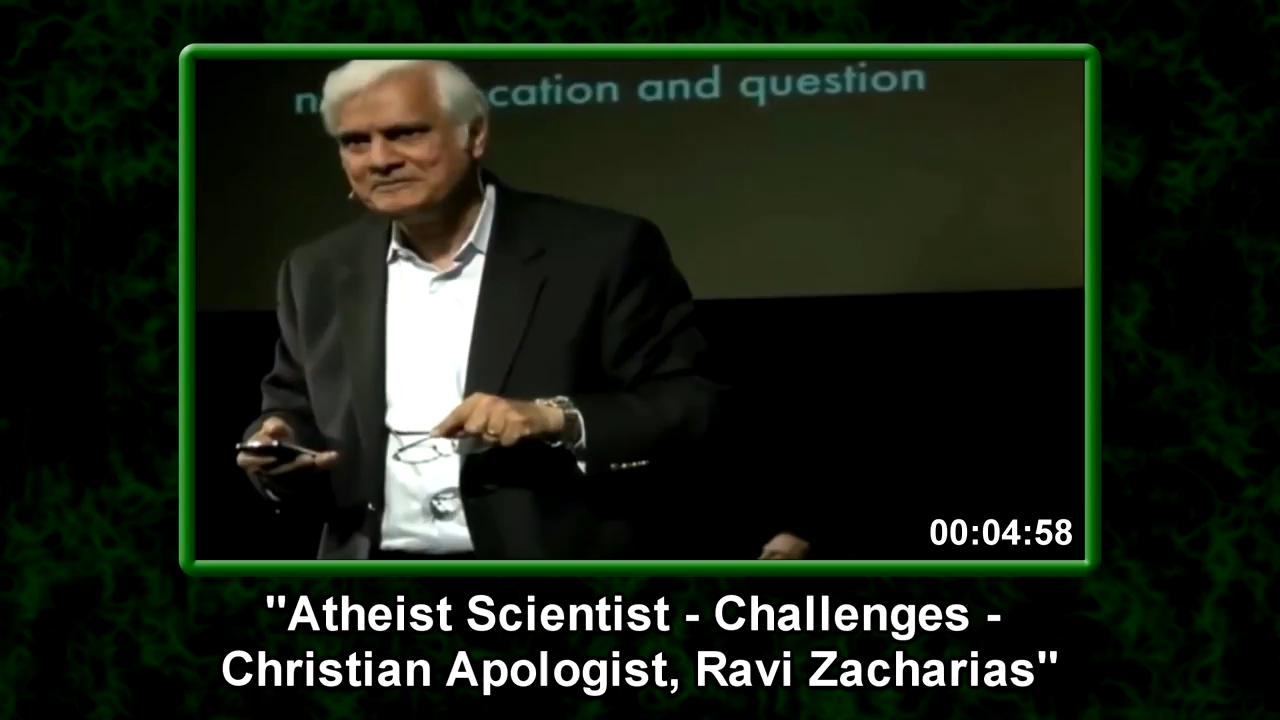 cation and question
00:04:58
"Atheist Scientist - Challenges -
Christian Apologist, Ravi Zacharias"